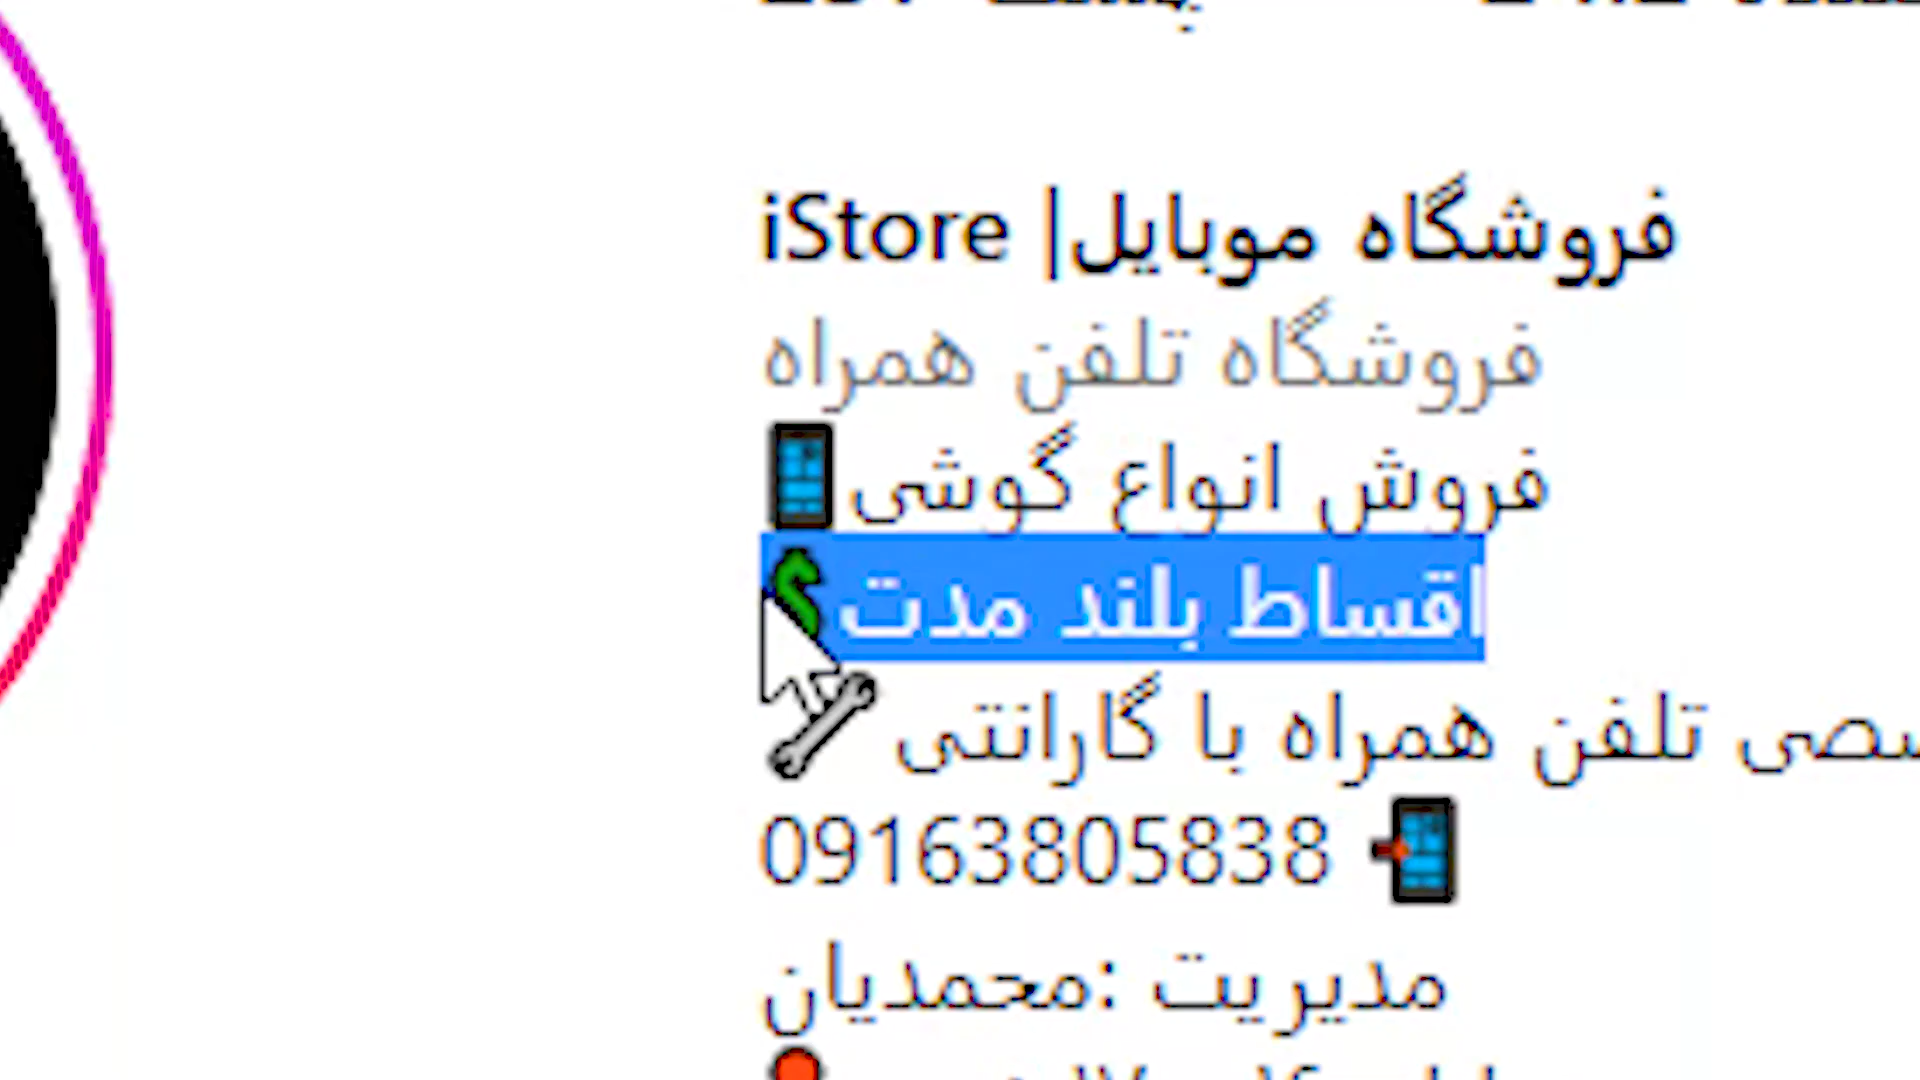 فروشگاه موبایل| iStore
فروشگاه تلفن همراه
فروش انواع گوشی📱
اقساط بلند مدت
تلفن همراه با گارانتی 🔧
09163805838 📲
مدیریت :محمدیان